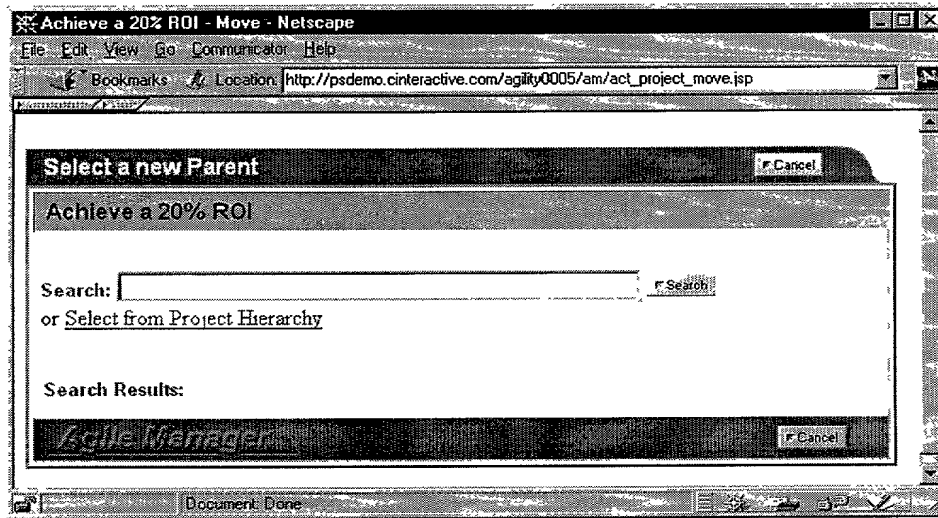 Achieve a 20% ROI - Move - Netscape
File Edit View Go Communicator Help
Bookmarks Location: http://psdemo.cinteractive.com/agility0005/am/act_project_move.jsp
Select a new Parent Cancel
Achieve a 20% ROI
Search: Search
or Select from Project Hierarchy
Search Results:
Agile Manager Cancel
Document: Done